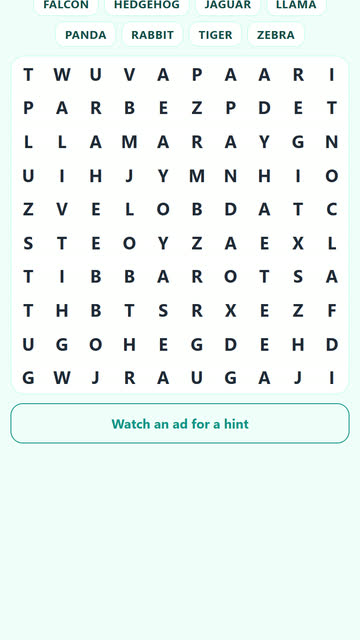 FALCON HEDGEHOG JAGUAR LLAMA
PANDA RABBIT TIGER ZEBRA
T W U V A P A A R I
P A R B E Z P D E T
L L A M A R A Y G N
U I H J Y M N H I O
Z V E L O B D A T C
S T E O Y Z A E X L
T I B B A R O T S A
T H B T S R X E Z F
U G O H E G D E H D
G W J R A U G A J I
Watch an ad for a hint